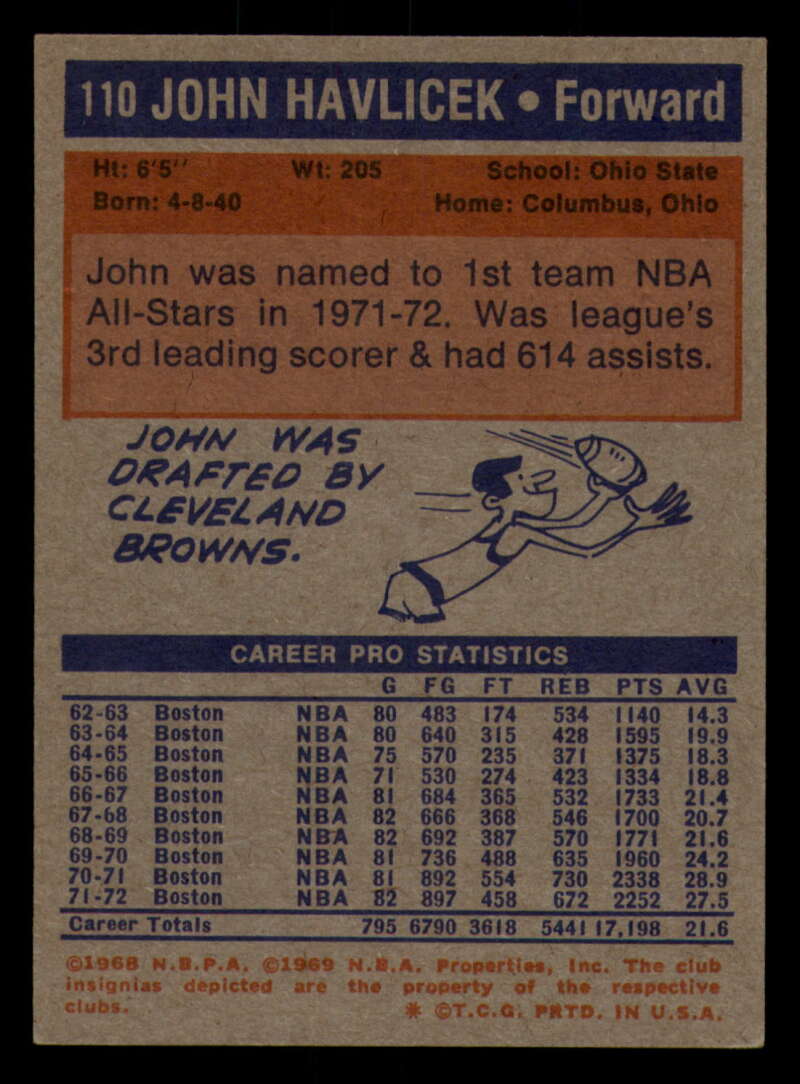 110 JOHN HAVLICEK • Forward
Ht: 6'5" Wt: 205 School: Ohio State
Born: 4-8-40 Home: Columbus, Ohio
John was named to 1st team NBA
All-Stars in 1971-72. Was league's
3rd leading scorer & had 614 assists.
JOHN WAS
DRAFTED BY
CLEVELAND
BROWNS.
CAREER PRO STATISTICS
G FG FT REB PTS AVG
62-63 Boston NBA 80 483 174 534 1140 14.3
63-64 Boston NBA 80 640 315 428 1595 19.9
64-65 Boston NBA 75 570 235 371 1375 18.3
65-66 Boston NBA 71 530 274 423 1334 18.8
66-67 Boston NBA 81 684 365 532 1733 21.4
67-68 Boston NBA 82 666 368 546 1700 20.7
68-69 Boston NBA 82 692 387 570 1771 21.6
69-70 Boston NBA 81 736 488 635 1960 24.2
70-71 Boston NBA 81 892 554 730 2338 28.9
71-72 Boston NBA 82 897 458 672 2252 27.5
Career Totals 795 6790 3618 5441 17,198 21.6
©1968 N.B.P.A. ©1969 N.B.A. Properties, Inc. The club
insignias depicted are the property of the respective
clubs. * ©T.C.G. PRTD. IN U.S.A.